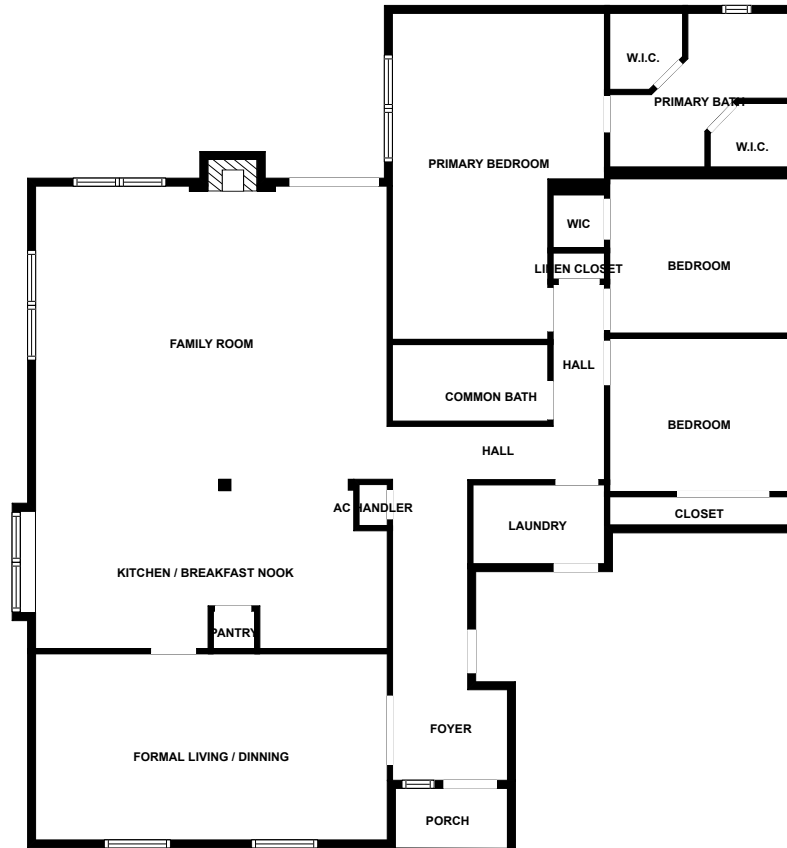 W.I.C.
PRIMARY BATH
W.I.C.
PRIMARY BEDROOM
WIC
LINEN CLOSET
BEDROOM
FAMILY ROOM
HALL
COMMON BATH
BEDROOM
HALL
AC HANDLER
LAUNDRY
CLOSET
KITCHEN / BREAKFAST NOOK
PANTRY
FOYER
FORMAL LIVING / DINNING
PORCH